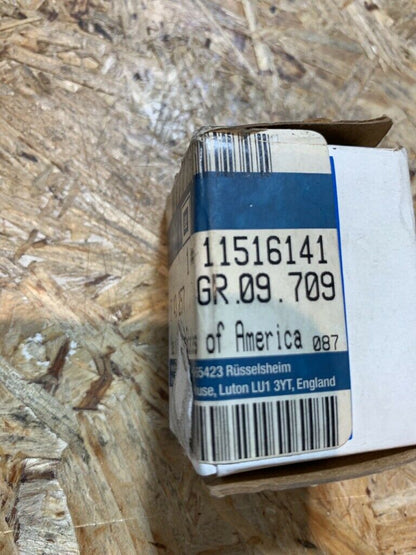 11516141
GR.09.709
of America 087
65423 Rüsselsheim
Luton LU1 3YT, England